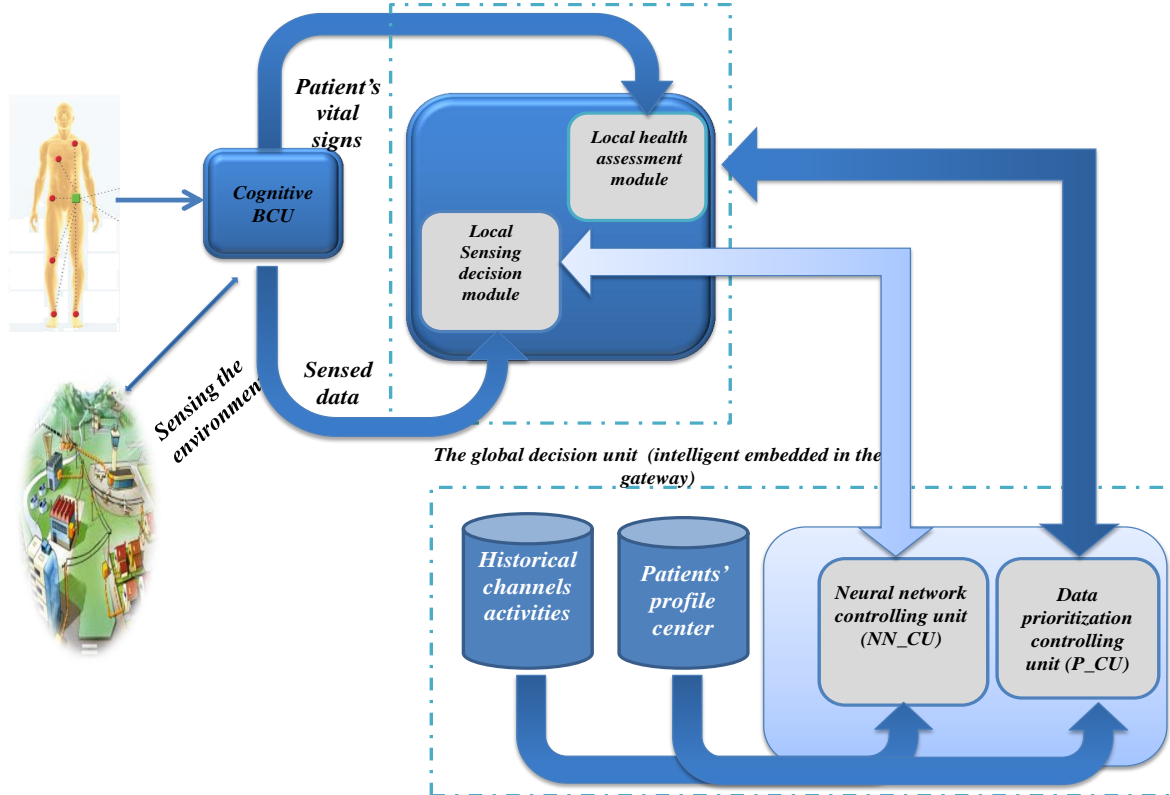 Patient's
vital
signs
Cognitive
BCU
Local health
assessment
module
Local
Sensing
decision
module
Sensing the
environment
Sensed
data
The global decision unit (intelligent embedded in the
gateway)
Historical
channels
activities
Patients'
profile
center
Neural network
controlling unit
(NN_CU)
Data
prioritization
controlling
unit (P_CU)